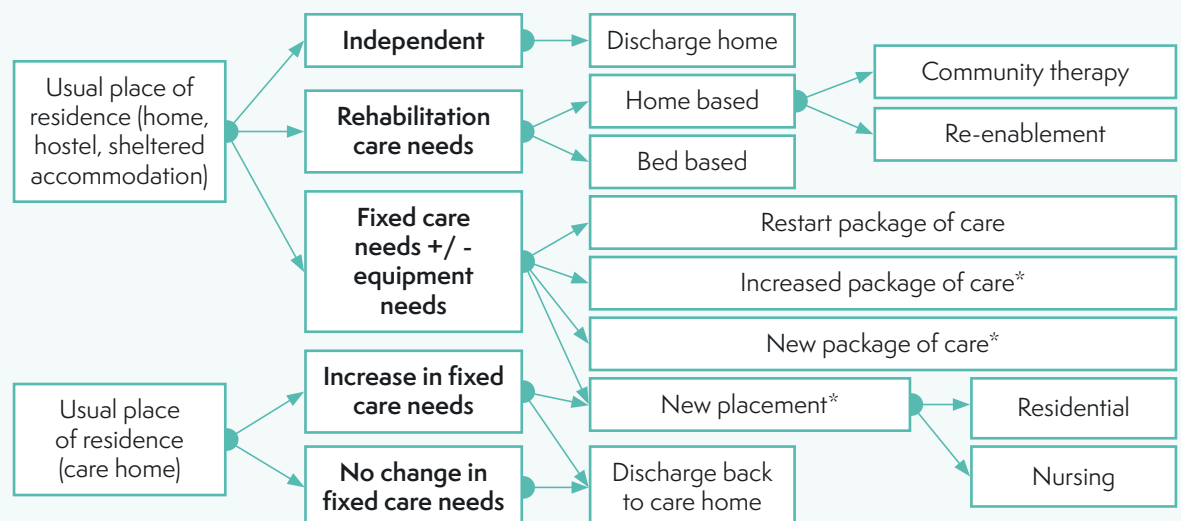 Usual place of
residence (home,
hostel, sheltered
accommodation)
Independent
Discharge home
Rehabilitation
care needs
Home based
Community therapy
Re-enablement
Bed based
Fixed care
needs +/ -
equipment
needs
Restart package of care
Increased package of care*
New package of care*
Usual place
of residence
(care home)
Increase in fixed
care needs
New placement*
Residential
Nursing
No change in
fixed care needs
Discharge back
to care home